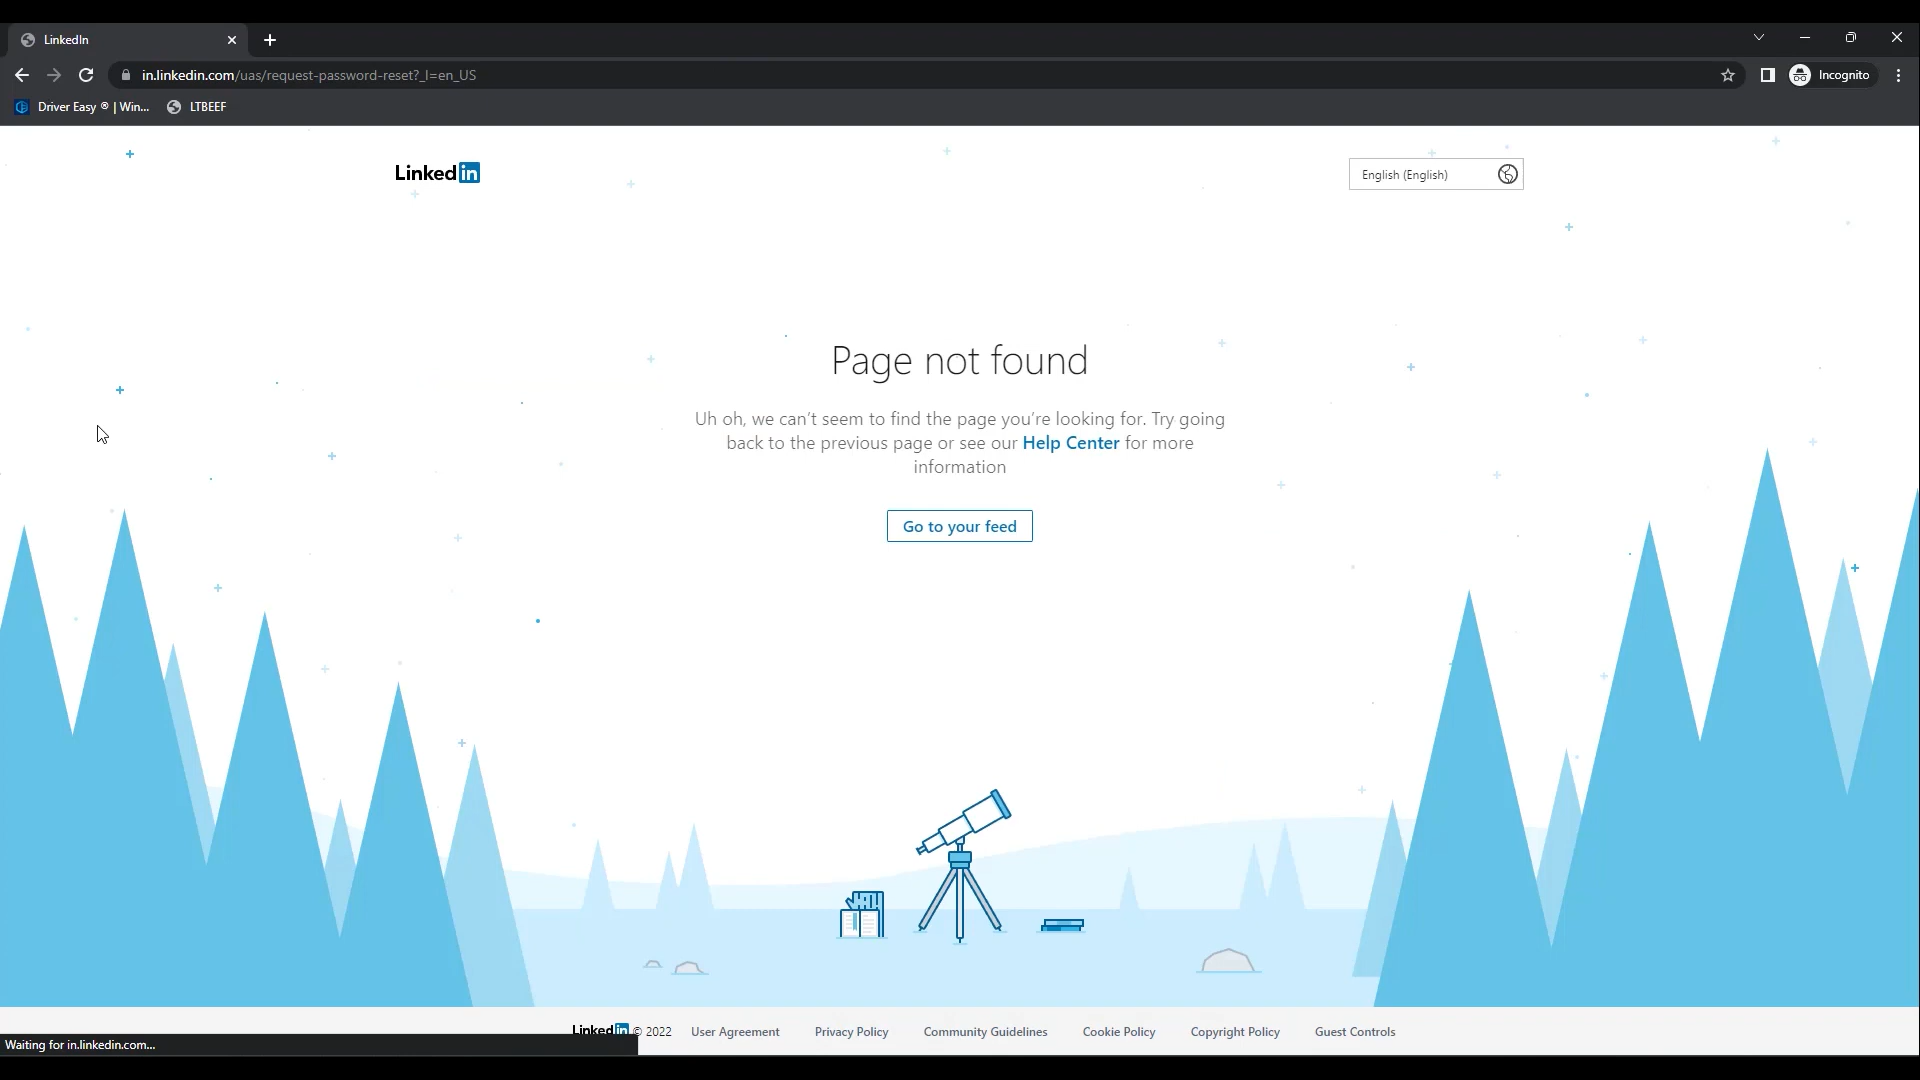 LinkedIn
in.linkedin.com/uas/request-password-reset?_l=en_US
Incognito
Driver Easy ® | Win...
LTBEEF
Linked in
English (English)
Page not found
Uh oh, we can't seem to find the page you're looking for. Try going
back to the previous page or see our Help Center for more
information
Go to your feed
Linked in © 2022 User Agreement Privacy Policy Community Guidelines Cookie Policy Copyright Policy Guest Controls
Waiting for in.linkedin.com...